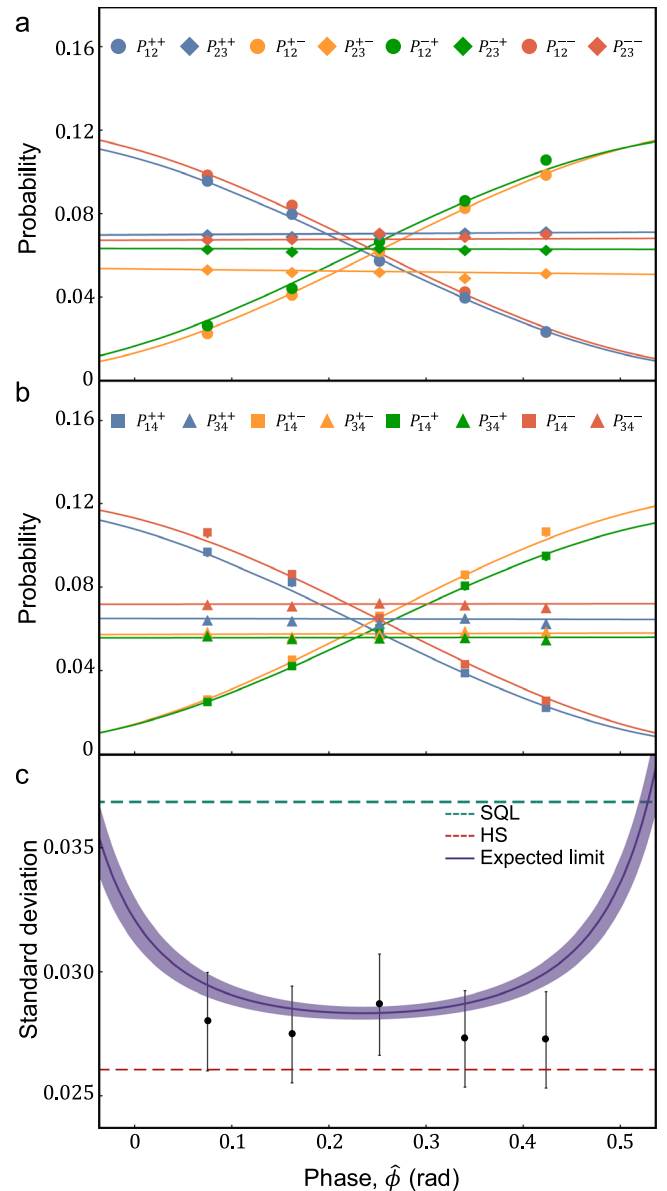 a
0.16
P₁₂⁺⁺ P₂₃⁺⁺ P₁₂⁺⁻ P₂₃⁺⁻ P₁₂⁻⁺ P₂₃⁻⁺ P₁₂⁻⁻ P₂₃⁻⁻
0.12
Probability
0.08
0.04
0
b
0.16
P₁₄⁺⁺ P₃₄⁺⁺ P₁₄⁺⁻ P₃₄⁺⁻ P₁₄⁻⁺ P₃₄⁻⁺ P₁₄⁻⁻ P₃₄⁻⁻
0.12
Probability
0.08
0.04
0
c
SQL
HS
Expected limit
0.035
Standard deviation
0.030
0.025
0 0.1 0.2 0.3 0.4 0.5
Phase, ϕ̂ (rad)